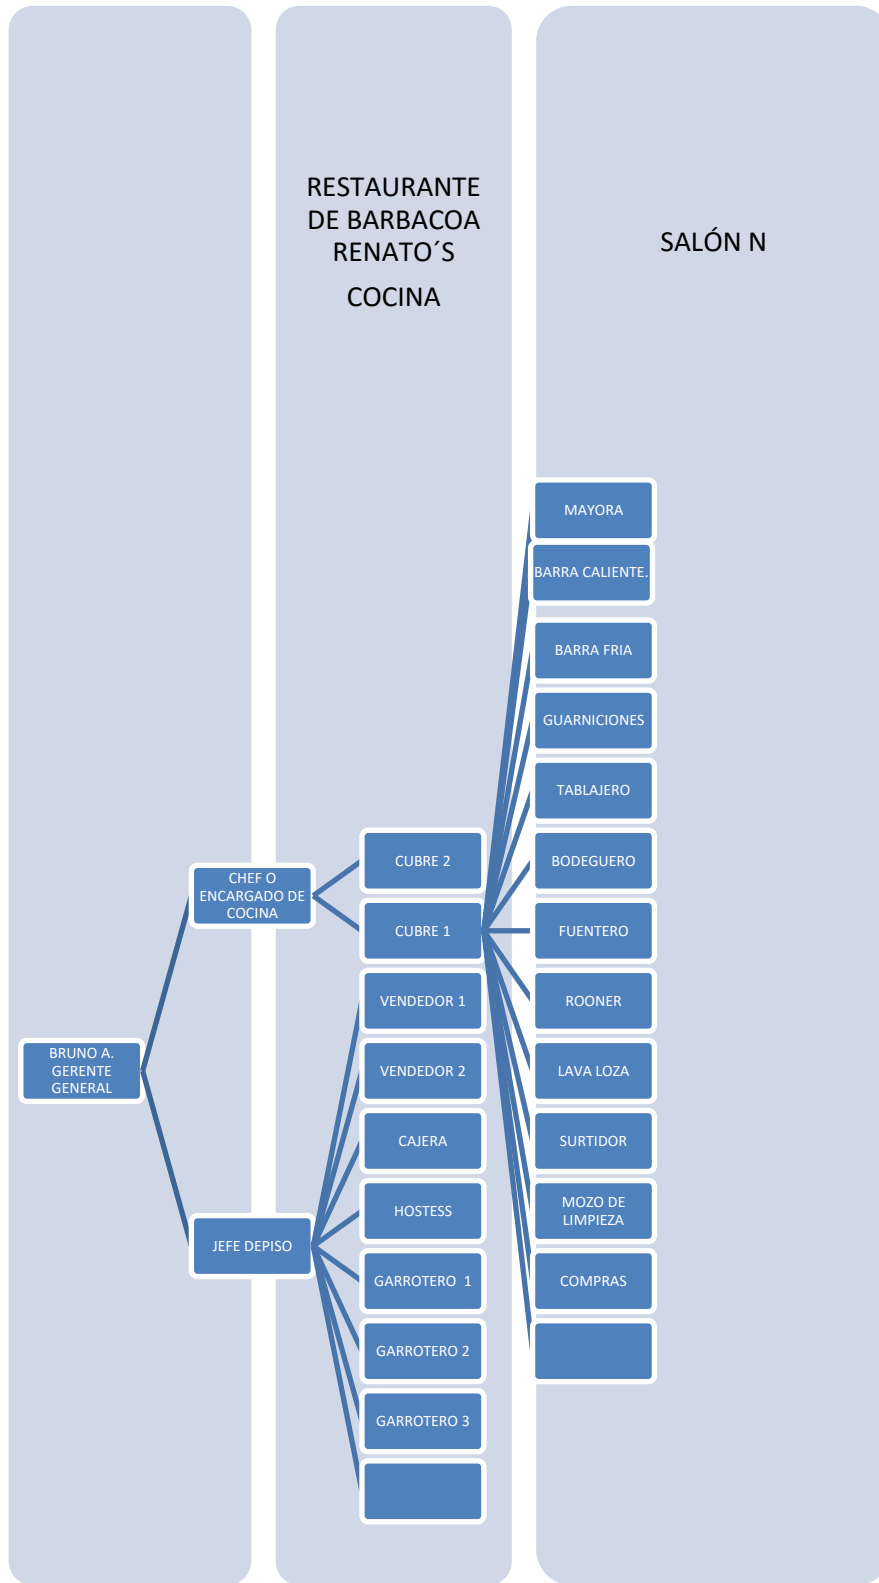 RESTAURANTE
DE BARBACOA
RENATO´S
COCINA
SALÓN N
MAYORA
BARRA CALIENTE.
BARRA FRIA
GUARNICIONES
TABLAJERO
CUBRE 2
BODEGUERO
CHEF O
ENCARGADO DE
COCINA
CUBRE 1
FUENTERO
VENDEDOR 1
ROONER
BRUNO A.
GERENTE
GENERAL
VENDEDOR 2
LAVA LOZA
CAJERA
SURTIDOR
HOSTESS
MOZO DE
LIMPIEZA
JEFE DEPISO
GARROTERO  1
COMPRAS
GARROTERO 2
GARROTERO 3